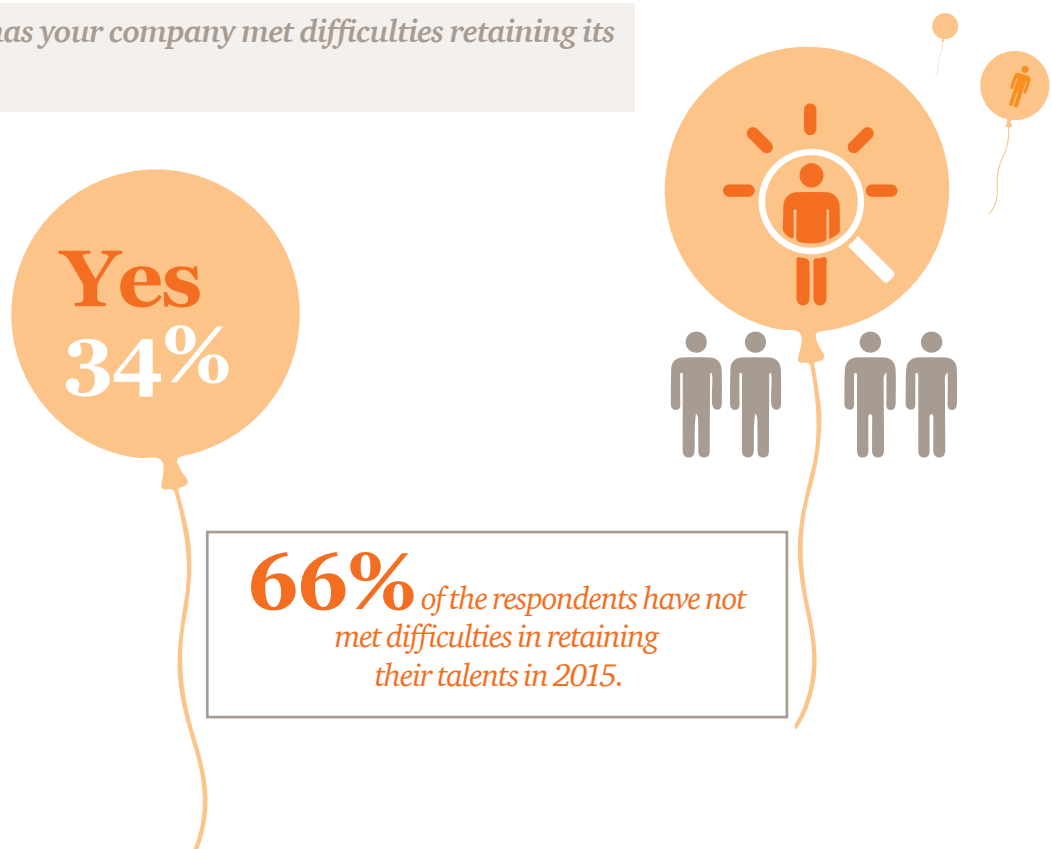 has your company met difficulties retaining its
Yes
34%
66% of the respondents have not
met difficulties in retaining
their talents in 2015.